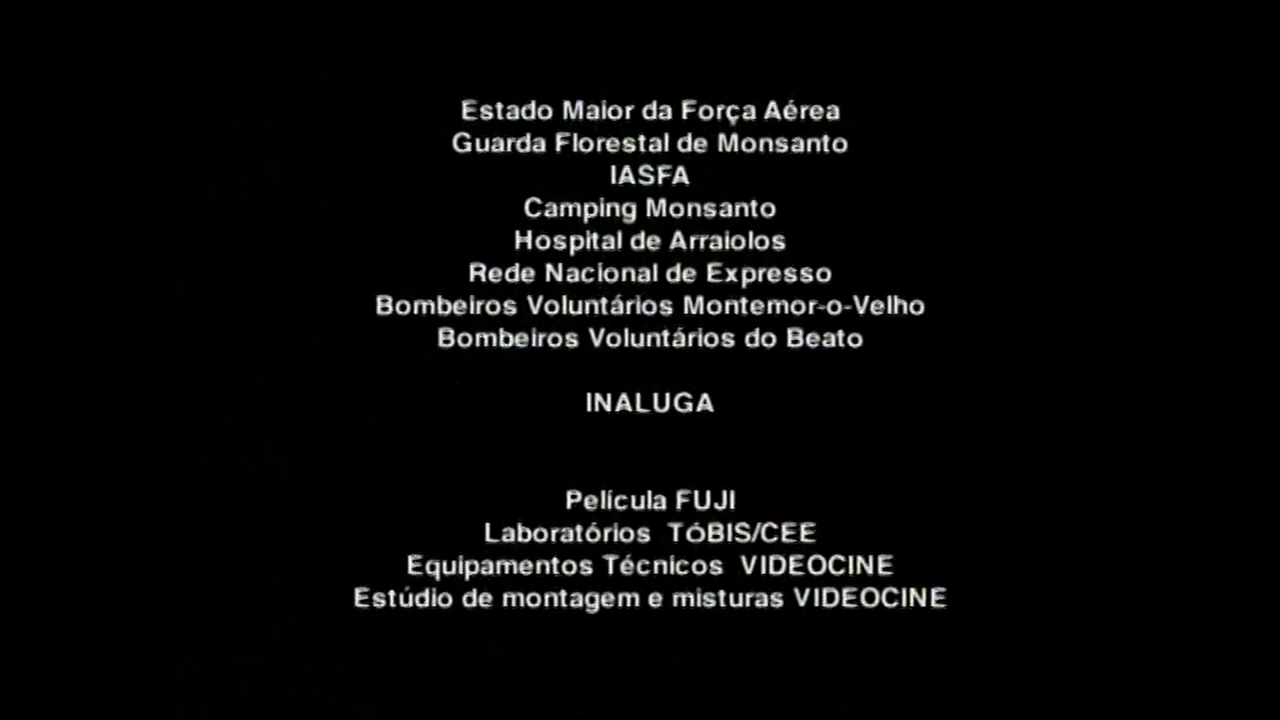 Estado Maior da Força Aérea
Guarda Florestal de Monsanto
IASFA
Camping Monsanto
Hospital de Arraiolos
Rede Nacional de Expresso
Bombeiros Voluntários Montemor-o-Velho
Bombeiros Voluntários do Beato
INALUGA
Película FUJI
Laboratórios TÓBIS/CEE
Equipamentos Técnicos VIDEOCINE
Estúdio de montagem e misturas VIDEOCINE